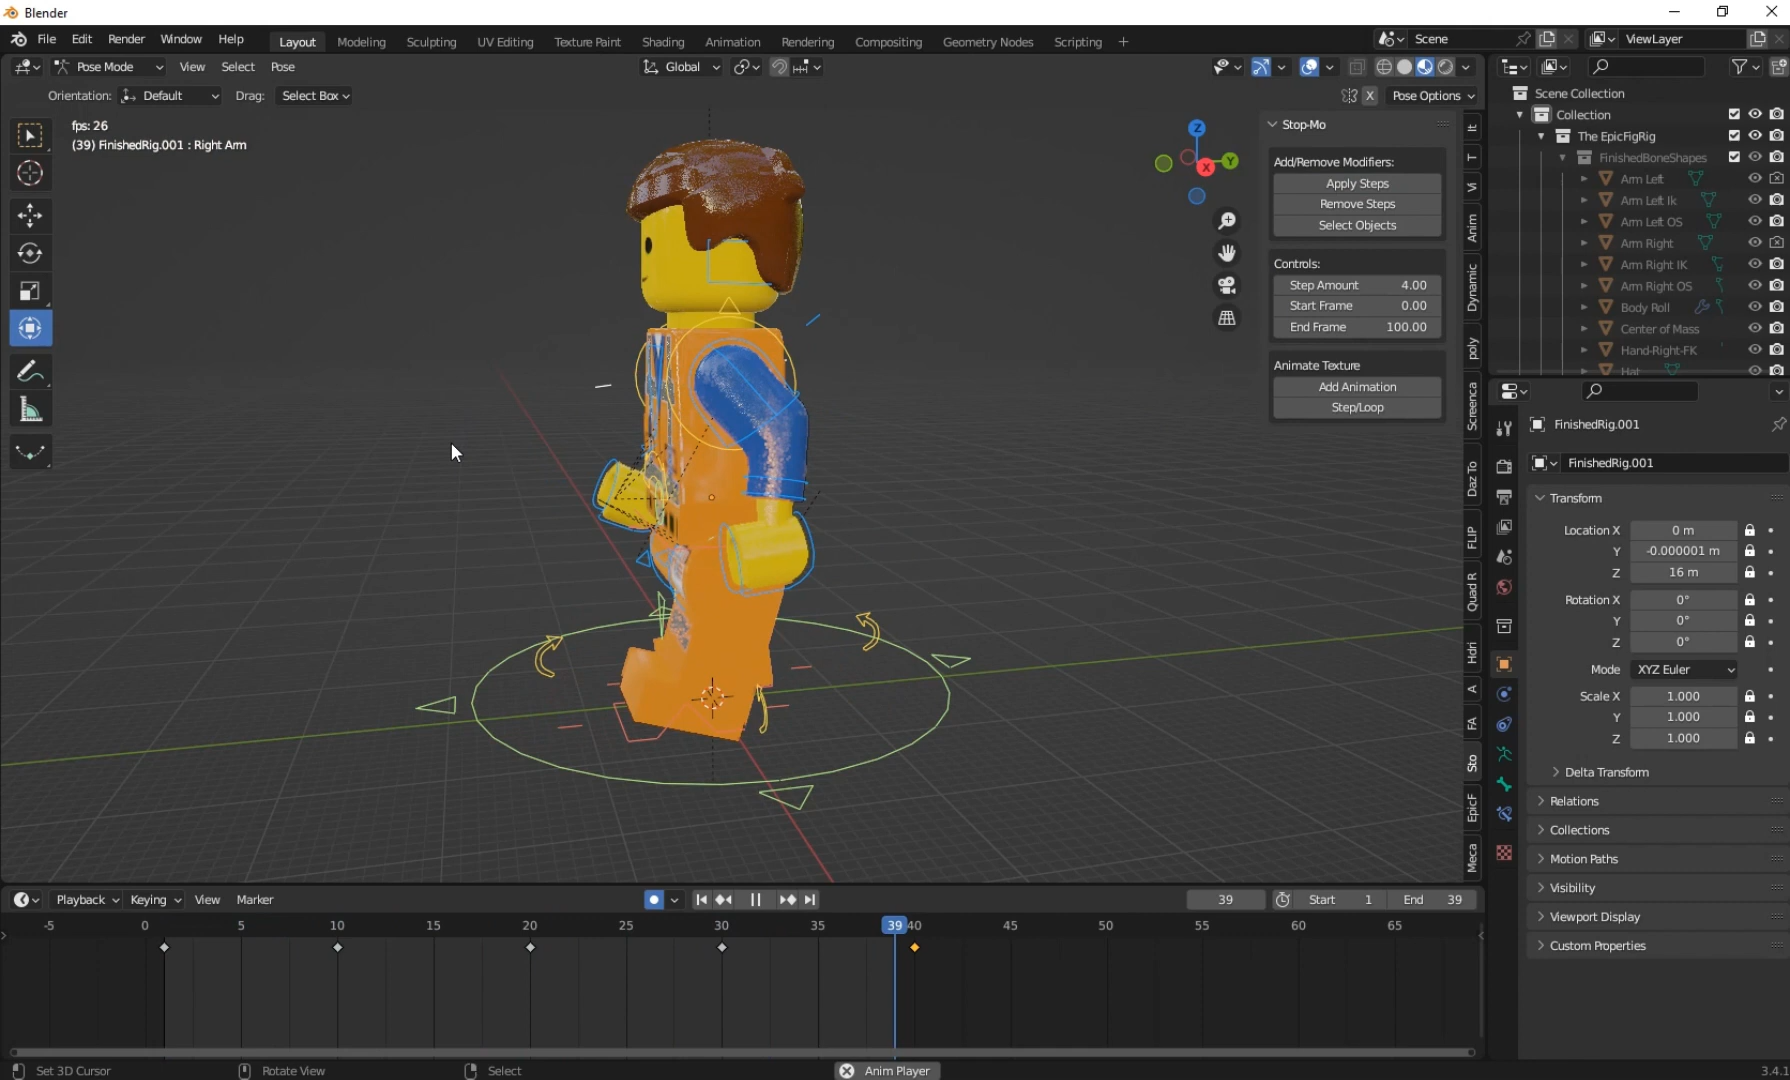 Blender
File Edit Render Window Help Layout Modeling Sculpting UV Editing Texture Paint Shading Animation Rendering Compositing Geometry Nodes Scripting + Scene ViewLayer
Pose Mode View Select Pose Global
Orientation: Default Drag: Select Box X Pose Options
fps: 26
(39) FinishedRig.001 : Right Arm
Z
Y
X
Stop-Mo
Add/Remove Modifiers:
Apply Steps
Remove Steps
Select Objects
Controls:
Step Amount 4.00
Start Frame 0.00
End Frame 100.00
Animate Texture
Add Animation
Step/Loop
It
T
Vi
Anim
Dynamic
poly
Screenca
Daz To
FLIP
Quad R
Hdri
A
FA
Sto
EpicF
Meca
Scene Collection
Collection
The EpicFigRig
FinishedBoneShapes
Arm Left
Arm Left Ik
Arm Left OS
Arm Right
Arm Right IK
Arm Right OS
Body Roll
Center of Mass
Hand-Right-FK
Hat
FinishedRig.001
FinishedRig.001
Transform
Location X 0 m
Y -0.000001 m
Z 16 m
Rotation X 0°
Y 0°
Z 0°
Mode XYZ Euler
Scale X 1.000
Y 1.000
Z 1.000
Delta Transform
Relations
Collections
Motion Paths
Visibility
Viewport Display
Custom Properties
Playback Keying View Marker 39 Start 1 End 39
-5 0 5 10 15 20 25 30 35 39 40 45 50 55 60 65
Set 3D Cursor Rotate View Select Anim Player 3.4.1